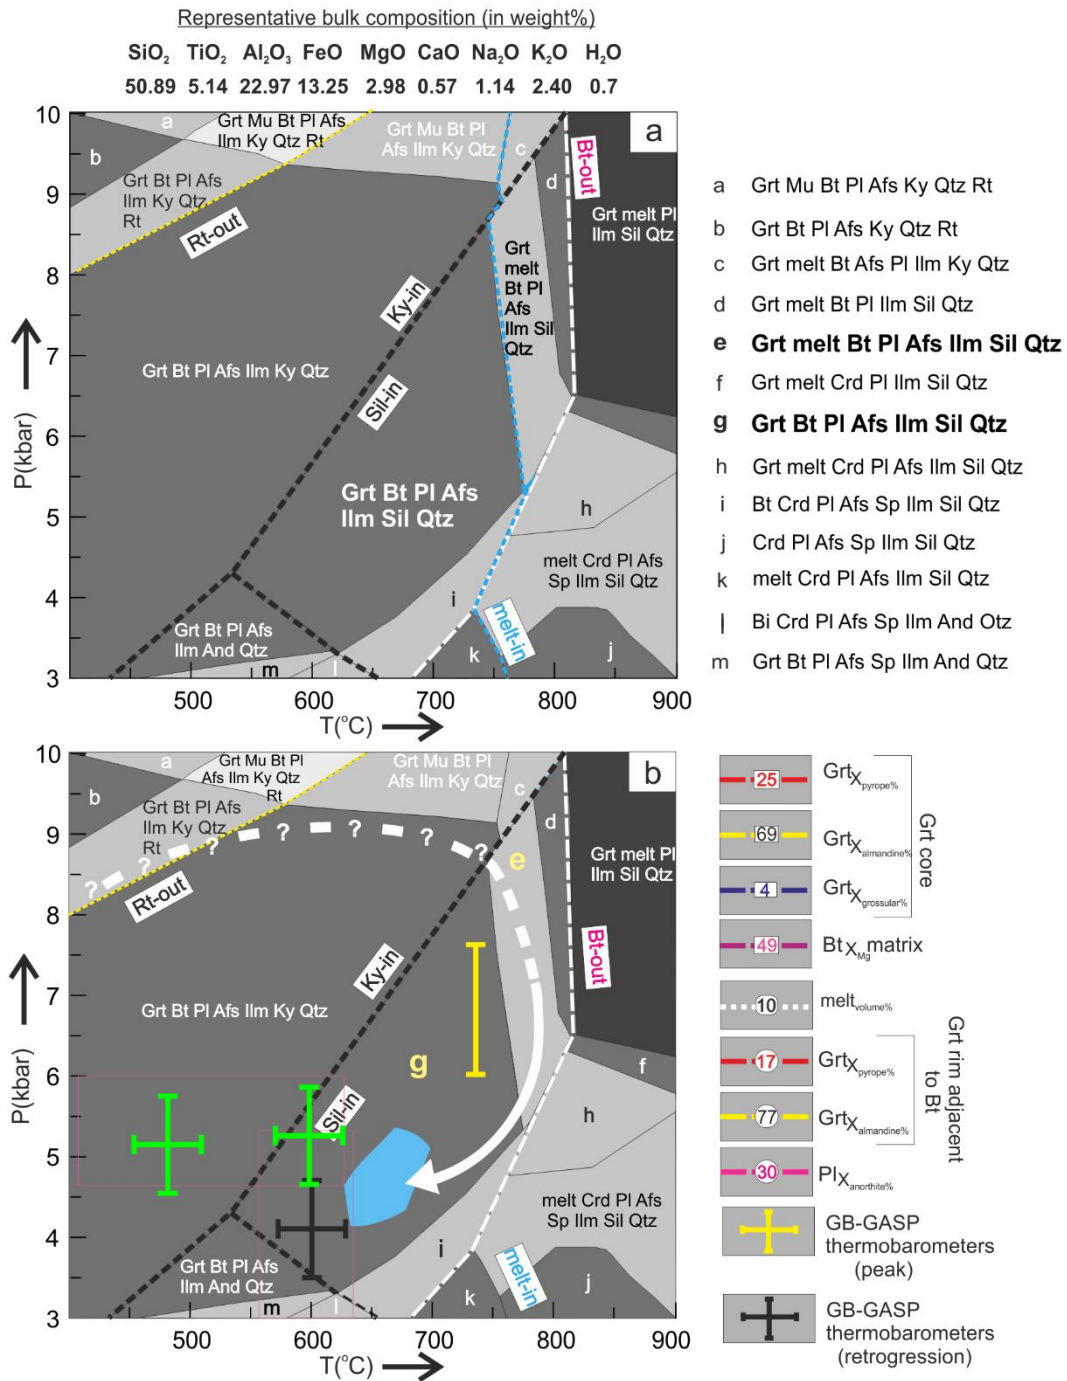 Representative bulk composition (in weight%)
SiO₂ TiO₂ Al₂O₃ FeO MgO CaO Na₂O K₂O H₂O
50.89 5.14 22.97 13.25 2.98 0.57 1.14 2.40 0.7
a
10
9
8
7
6
5
4
3
P(kbar)
500
600
700
800
900
T(°C)
a
b
Grt Mu Bt Pl Afs
Ilm Ky Qtz Rt
Grt Mu Bt Pl
Afs Ilm Ky Qtz
c
d
Bt-out
Grt Bt Pl Afs
Ilm Ky Qtz
Rt
Rt-out
Grt melt Pl
Ilm Sil Qtz
Grt
melt
Bt Pl
Afs
Ilm Sil
Qtz
Ky-in
Sil-in
Grt Bt Pl Afs Ilm Ky Qtz
Grt Bt Pl Afs
Ilm Sil Qtz
h
melt Crd Pl Afs
Sp Ilm Sil Qtz
i
Grt Bt Pl Afs
Ilm And Qtz
m
l
k
melt-in
j
a Grt Mu Bt Pl Afs Ky Qtz Rt
b Grt Bt Pl Afs Ky Qtz Rt
c Grt melt Bt Afs Pl Ilm Ky Qtz
d Grt melt Bt Pl Ilm Sil Qtz
e Grt melt Bt Pl Afs Ilm Sil Qtz
f Grt melt Crd Pl Ilm Sil Qtz
g Grt Bt Pl Afs Ilm Sil Qtz
h Grt melt Crd Pl Afs Ilm Sil Qtz
i Bt Crd Pl Afs Sp Ilm Sil Qtz
j Crd Pl Afs Sp Ilm Sil Qtz
k melt Crd Pl Afs Ilm Sil Qtz
l Bi Crd Pl Afs Sp Ilm And Otz
m Grt Bt Pl Afs Sp Ilm And Qtz
b
10
9
8
7
6
5
4
3
P(kbar)
500
600
700
800
900
T(°C)
a
b
Grt Mu Bt Pl
Afs Ilm Ky Qtz
Rt
Grt Mu Bt Pl
Afs Ilm Ky Qtz
c
d
Grt Bt Pl Afs
Ilm Ky Qtz
Rt
? ? ? ? ? ? ? ?
Rt-out
e
Grt melt Pl
Ilm Sil Qtz
Bt-out
Ky-in
Sil-in
Grt Bt Pl Afs Ilm Ky Qtz
g
f
h
melt Crd Pl Afs
Sp Ilm Sil Qtz
i
Grt Bt Pl Afs
Ilm And Qtz
m
l
k
melt-in
j
25 Grt Xpyrope%
69 Grt Xalmandine%
4 Grt Xgrossular%
Grt core
49 Bt XMg matrix
10 melt volume%
17 Grt Xpyrope%
77 Grt Xalmandine%
Grt rim adjacent
to Bt
30 Pl Xanorthite%
GB-GASP
thermobarometers
(peak)
GB-GASP
thermobarometers
(retrogression)